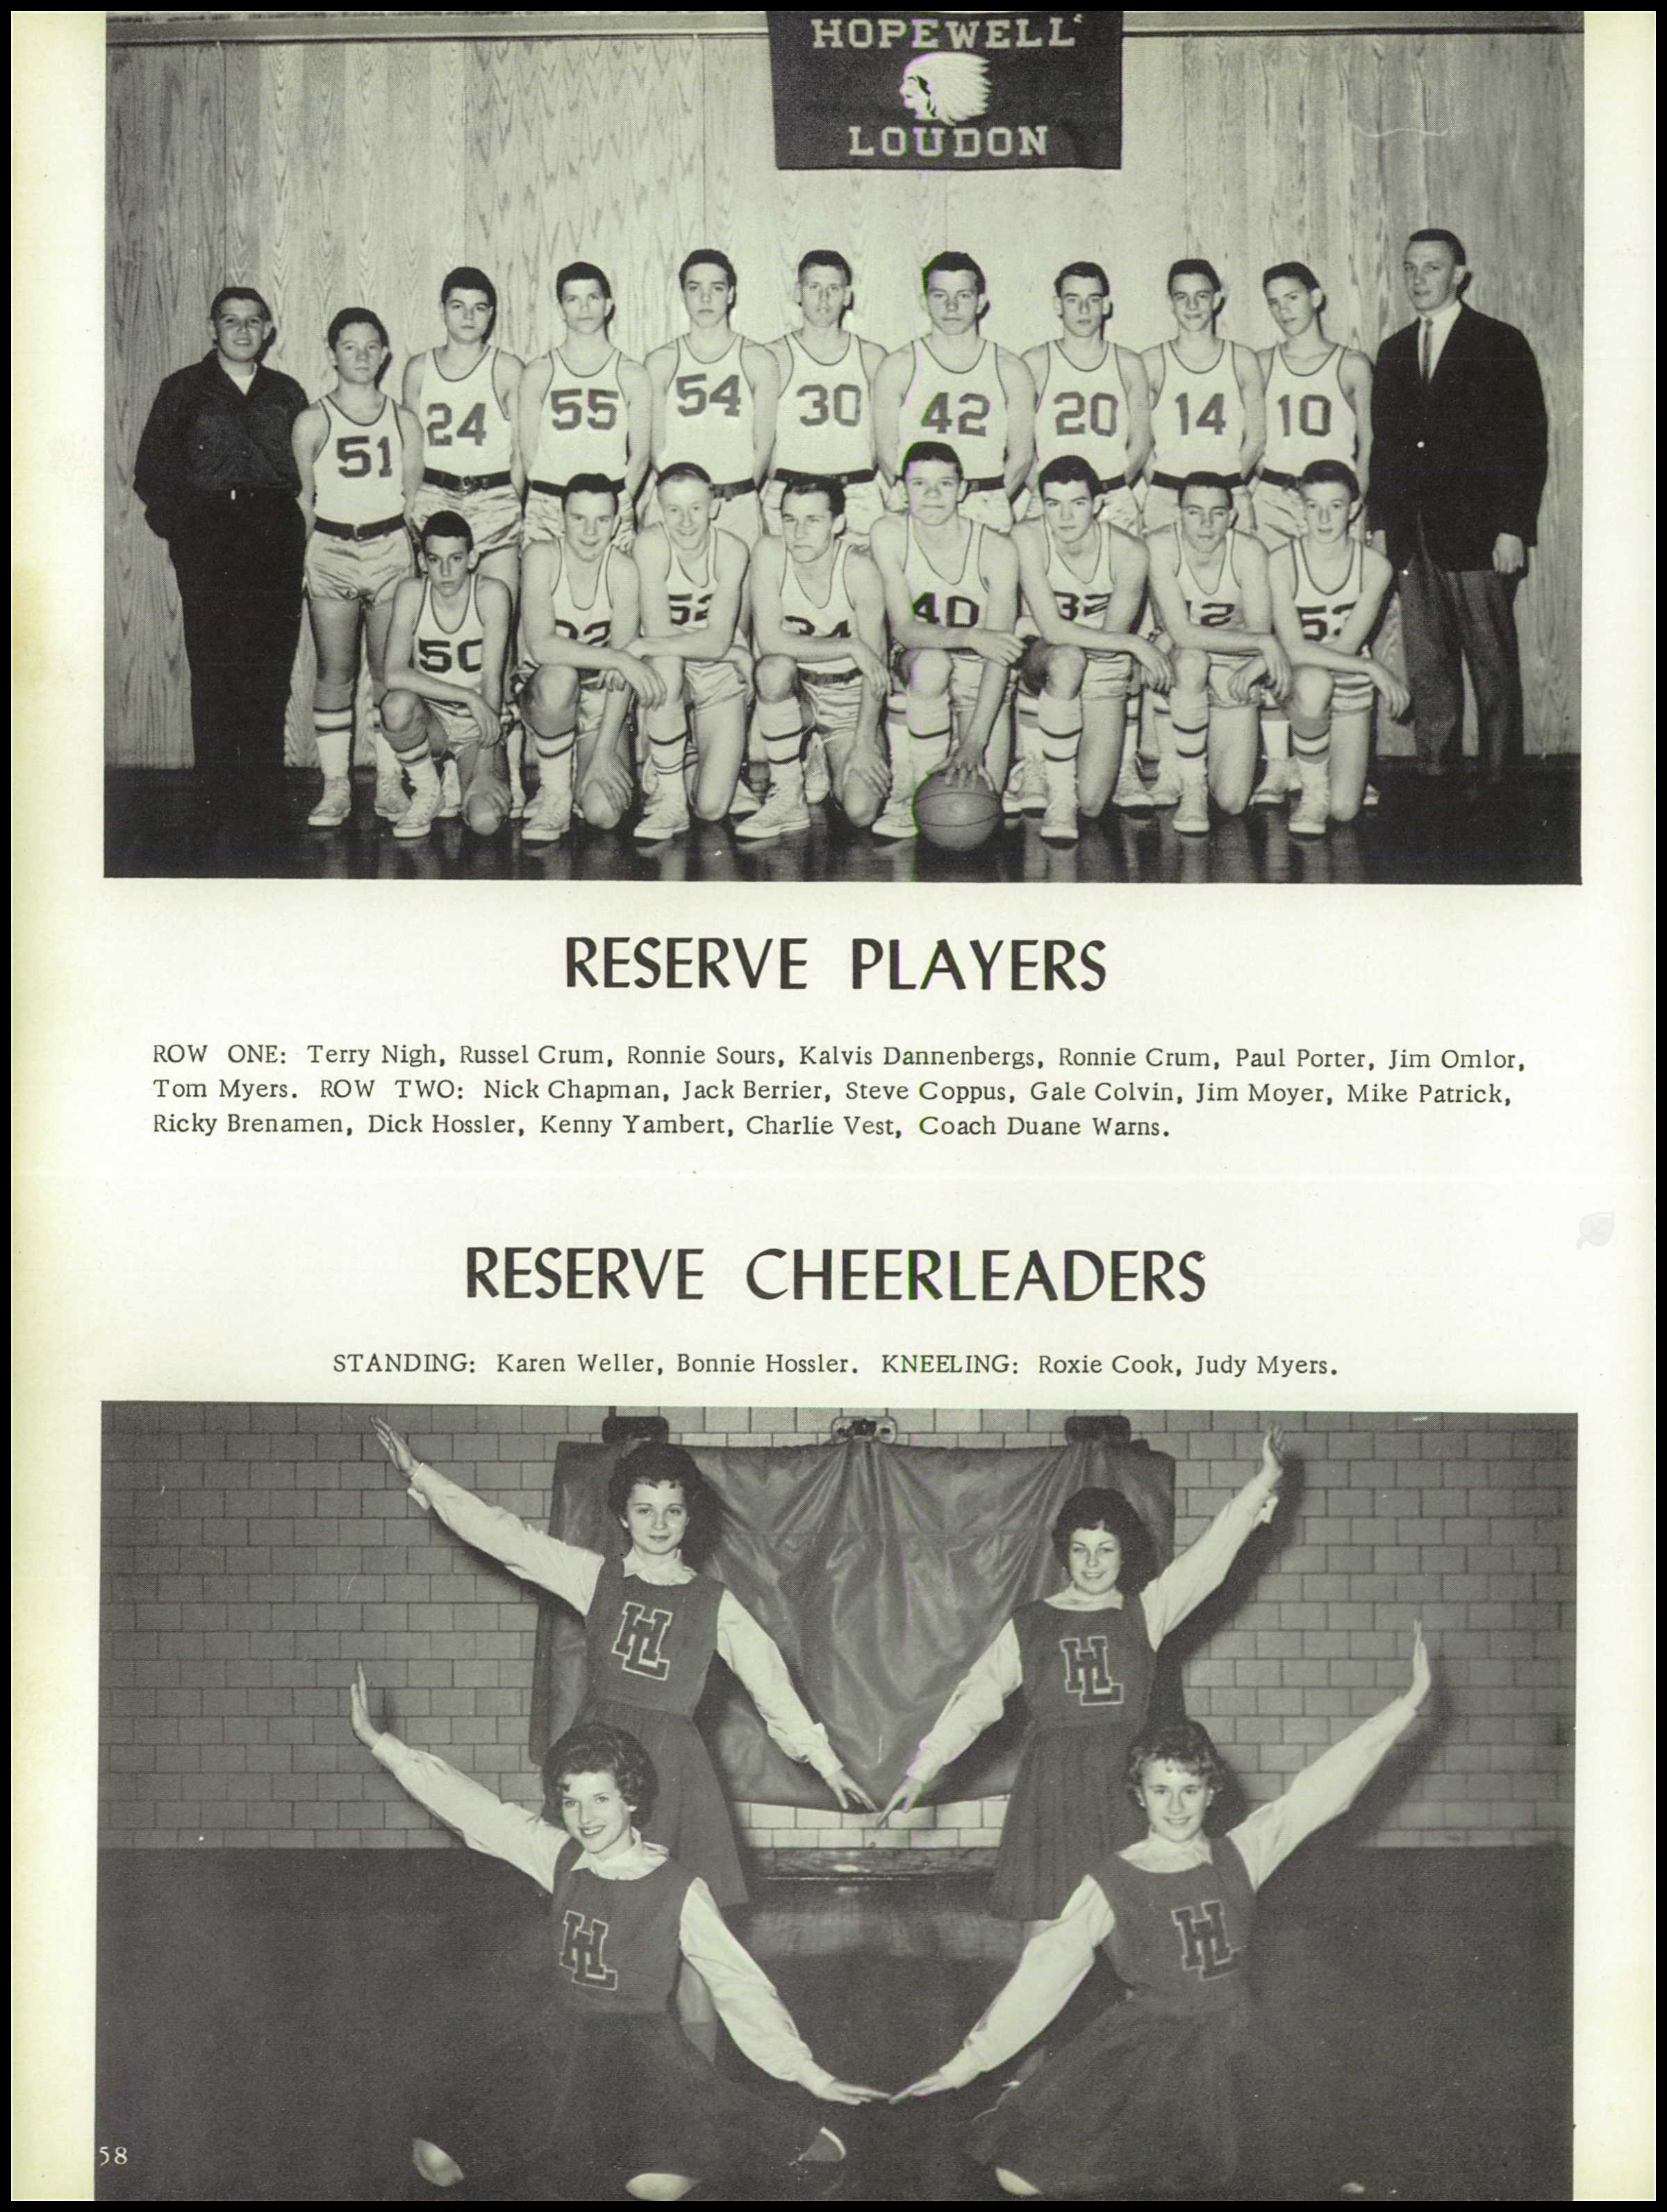 HOPEWELL
LOUDON
51
24
55
54
30
42
20
14
10
50
40
32
12
RESERVE PLAYERS
ROW ONE: Terry Nigh, Russel Crum, Ronnie Sours, Kalvis Dannenbergs, Ronnie Crum, Paul Porter, Jim Omlor,
Tom Myers. ROW TWO: Nick Chapman, Jack Berrier, Steve Coppus, Gale Colvin, Jim Moyer, Mike Patrick,
Ricky Brenamen, Dick Hossler, Kenny Yambert, Charlie Vest, Coach Duane Warns.
RESERVE CHEERLEADERS
STANDING: Karen Weller, Bonnie Hossler. KNEELING: Roxie Cook, Judy Myers.
HL
HL
HL
HL
58